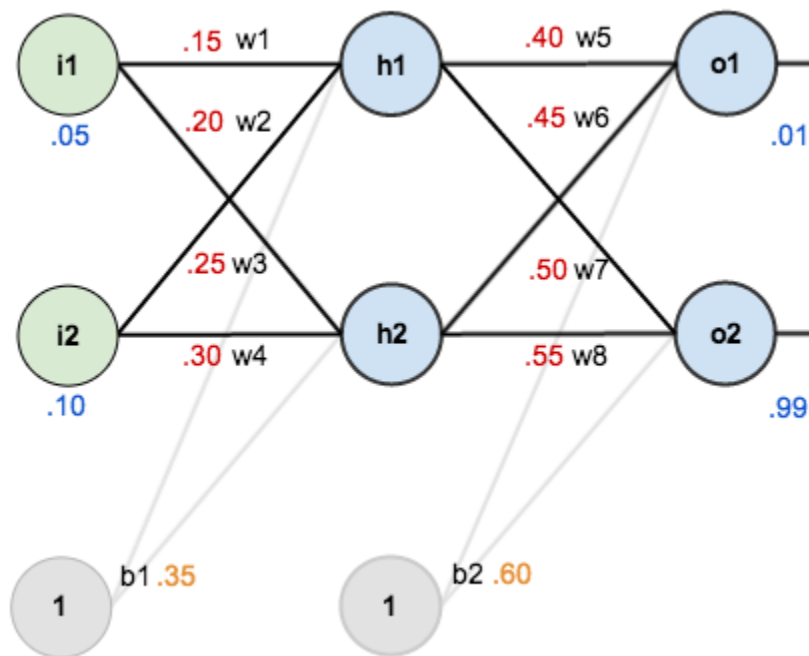 .15 w1
.40 w5
i1
h1
o1
.20 w2
.45 w6
.05
.01
.25 w3
.50 w7
i2
h2
o2
.30 w4
.55 w8
.10
.99
b1 .35
b2 .60
1
1